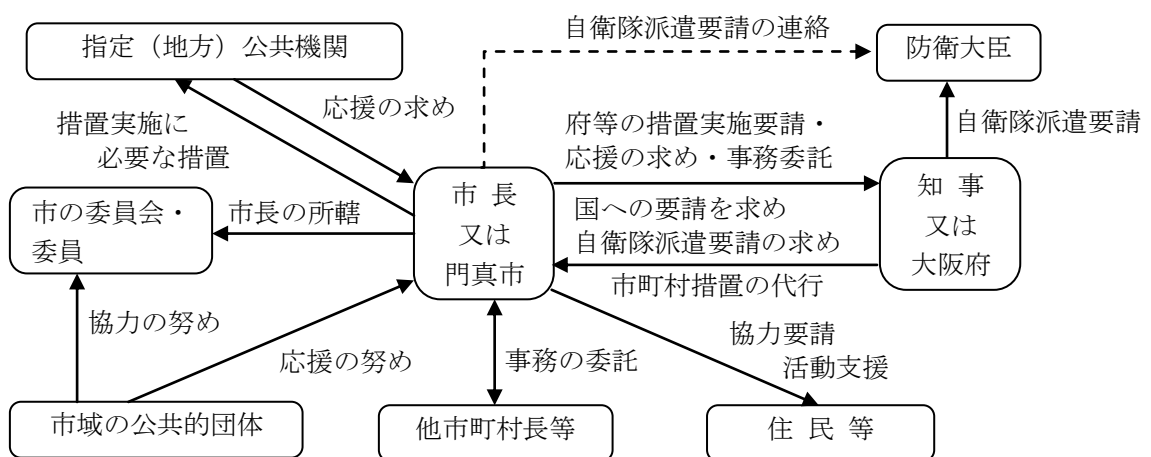 自衛隊派遣要請の連絡
指定（地方）公共機関
防衛大臣
応援の求め
措置実施に
必要な措置
府等の措置実施要請・
応援の求め・事務委託
自衛隊派遣要請
市 長
又は
門真市
知 事
又は
大阪府
市の委員会・
委員
市長の所轄
国への要請を求め
自衛隊派遣要請の求め
市町村措置の代行
協力の努め
応援の努め
事務の委託
協力要請
活動支援
市域の公共的団体
他市町村長等
住 民 等